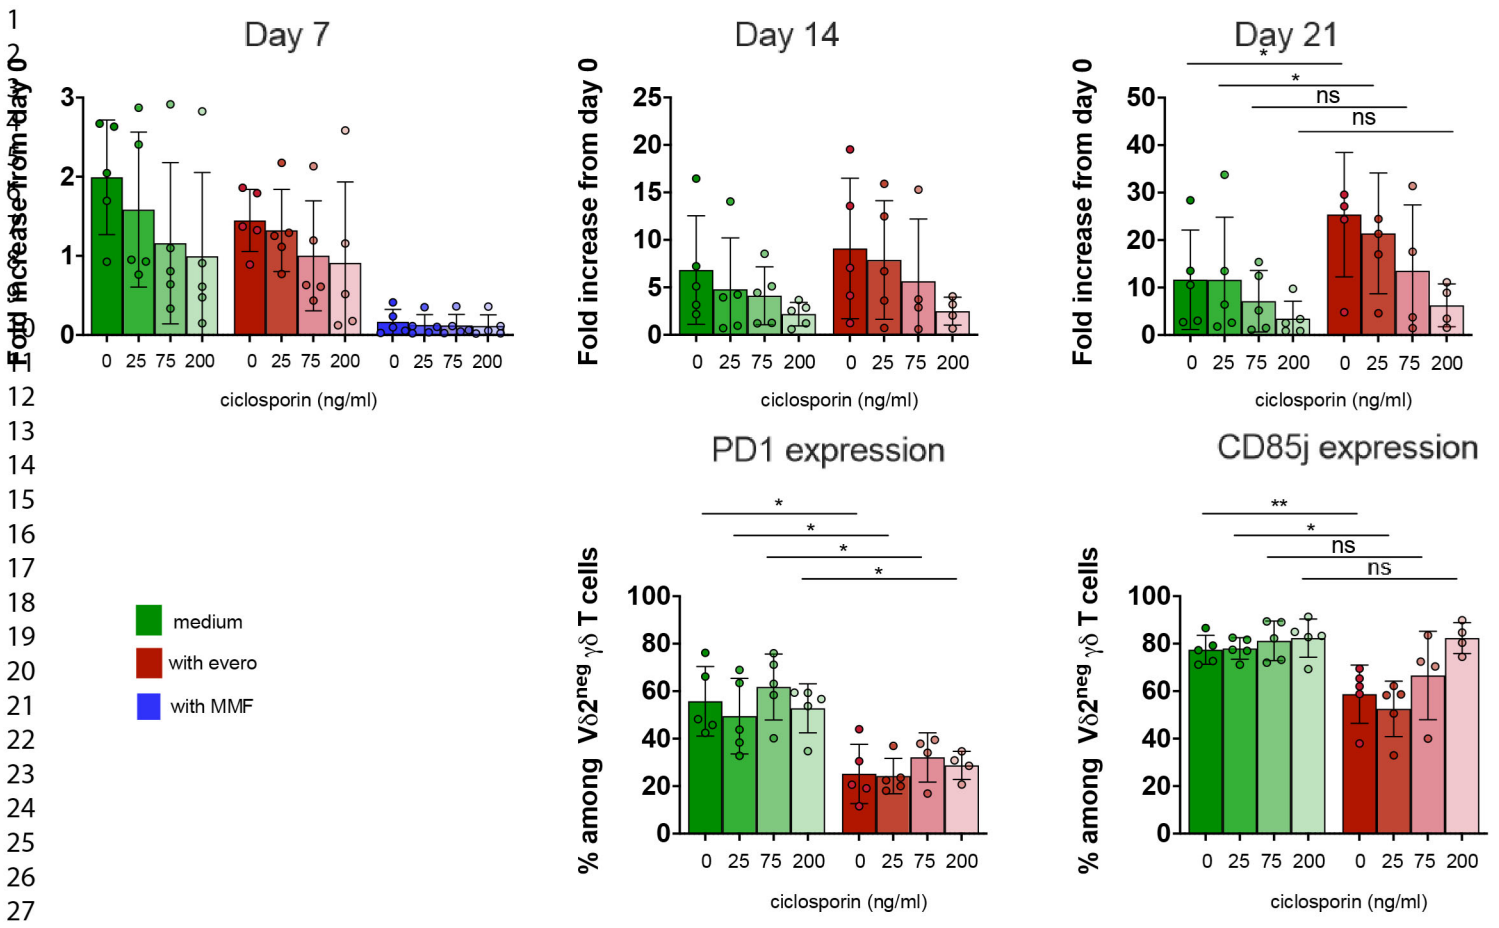 1
2
3
4
5
6
7
8
9
10
11
12
13
14
15
16
17
18
19
20
21
22
23
24
25
26
27
Day 7
Fold increase from day 0
3
2
1
0
0 25 75 200 0 25 75 200 0 25 75 200
ciclosporin (ng/ml)
Day 14
Fold increase from day 0
25
20
15
10
5
0
0 25 75 200 0 25 75 200
ciclosporin (ng/ml)
Day 21
*
*
ns
ns
Fold increase from day 0
50
40
30
20
10
0
0 25 75 200 0 25 75 200
ciclosporin (ng/ml)
medium
with evero
with MMF
PD1 expression
*
*
*
*
% among Vδ2neg γδ T cells
100
80
60
40
20
0
0 25 75 200 0 25 75 200
ciclosporin (ng/ml)
CD85j expression
**
*
ns
ns
% among Vδ2neg γδ T cells
100
80
60
40
20
0
0 25 75 200 0 25 75 200
ciclosporin (ng/ml)